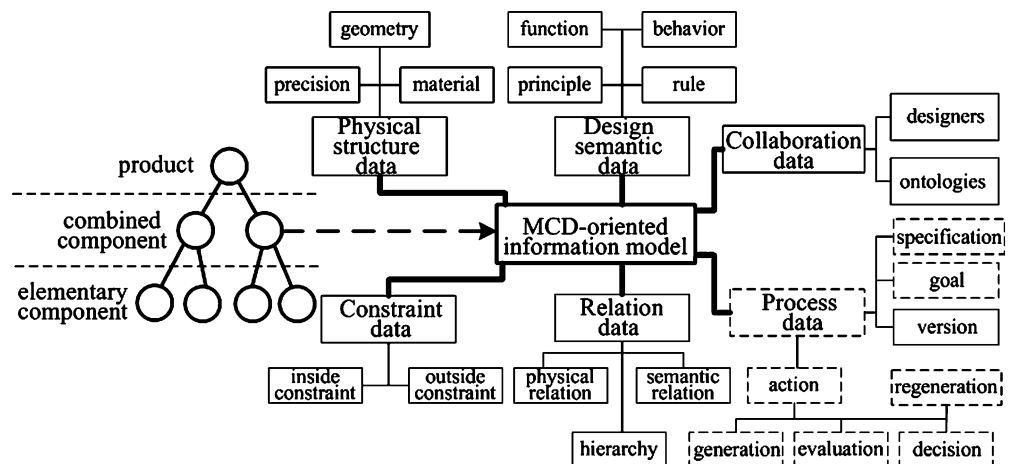 geometry
function
behavior
precision
material
principle
rule
designers
Physical
structure
data
Design
semantic
data
Collaboration
data
product
ontologies
combined
component
MCD-oriented
information model
specification
goal
elementary
component
Constraint
data
Relation
data
Process
data
version
inside
constraint
outside
constraint
physical
relation
semantic
relation
action
regeneration
hierarchy
generation
evaluation
decision